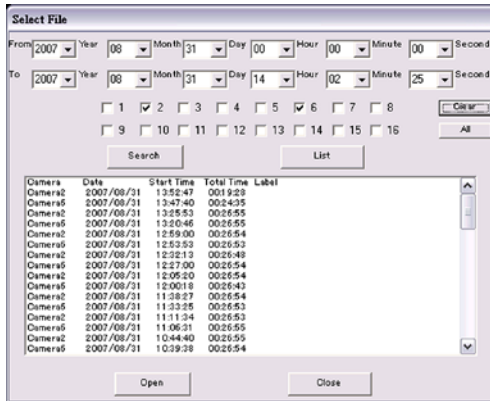 Select File
From 2007 Year 08 Month 31 Day 00 Hour 00 Minute 00 Second
To 2007 Year 08 Month 31 Day 14 Hour 02 Minute 25 Second
1 2 3 4 5 6 7 8 Clear
9 10 11 12 13 14 15 16 All
Search List
Camera Date Start Time Total Time Label
Camera2 2007/08/31 13:52:47 00:19:28
Camera6 2007/08/31 13:47:40 00:24:35
Camera2 2007/08/31 13:25:53 00:26:55
Camera6 2007/08/31 13:20:46 00:26:55
Camera2 2007/08/31 12:59:00 00:26:54
Camera6 2007/08/31 12:53:53 00:26:53
Camera2 2007/08/31 12:32:13 00:26:48
Camera6 2007/08/31 12:27:00 00:26:54
Camera2 2007/08/31 12:05:20 00:26:54
Camera6 2007/08/31 12:00:18 00:26:43
Camera2 2007/08/31 11:38:27 00:26:54
Camera6 2007/08/31 11:33:25 00:26:53
Camera2 2007/08/31 11:11:34 00:26:53
Camera6 2007/08/31 11:06:31 00:26:55
Camera2 2007/08/31 10:44:40 00:26:55
Camera6 2007/08/31 10:39:38 00:26:54
Open Close